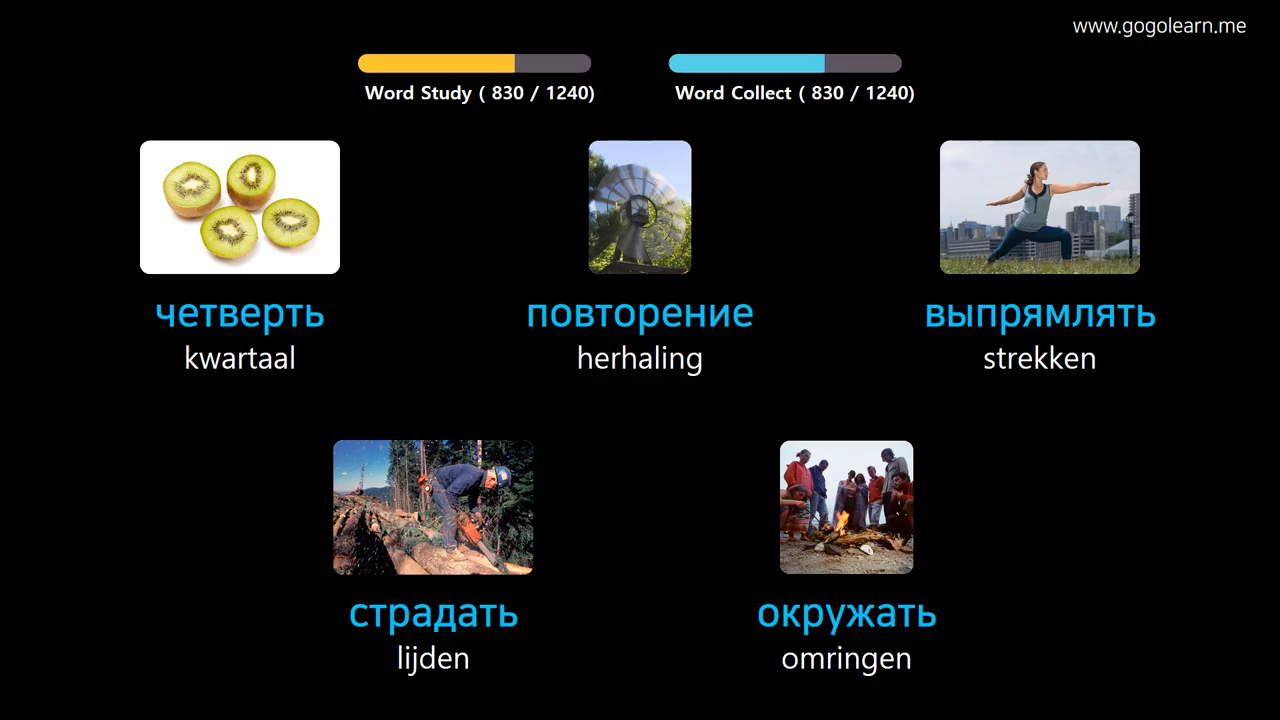 www.gogolearn.me
Word Study ( 830 / 1240)
Word Collect ( 830 / 1240)
четверть
kwartaal
повторение
herhaling
выпрямлять
strekken
страдать
lijden
окружать
omringen